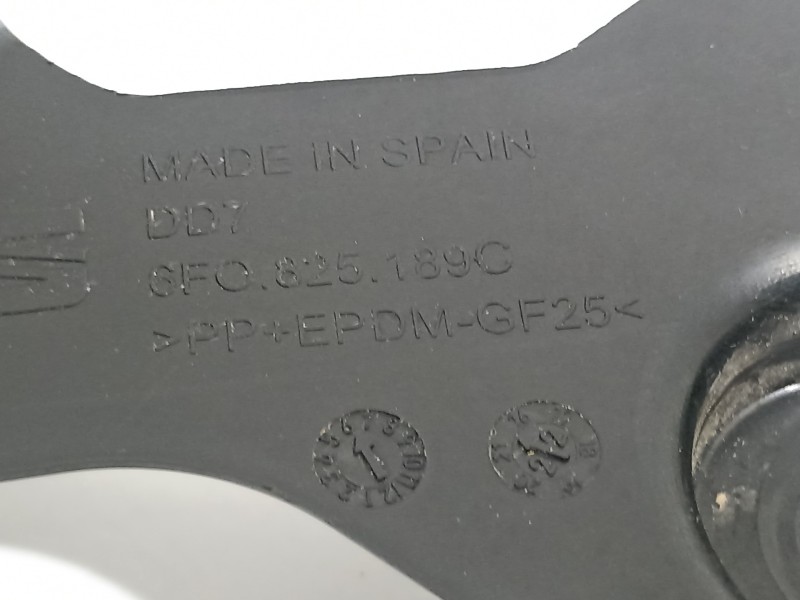 MADE IN SPAIN
DD7
6F0.825.189C
>PP+EPDM-GF25<